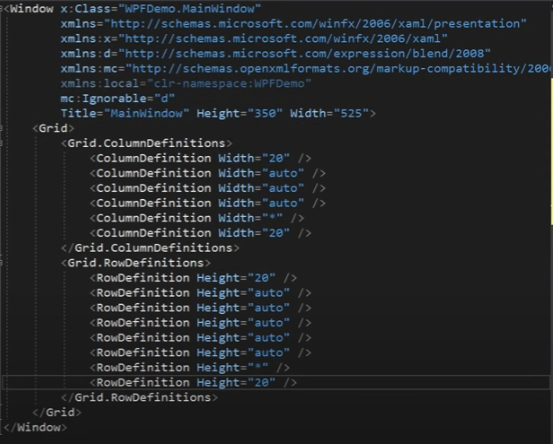 <Window x:Class="WPFDemo.MainWindow"
xmlns="http://schemas.microsoft.com/winfx/2006/xaml/presentation"
xmlns:x="http://schemas.microsoft.com/winfx/2006/xaml"
xmlns:d="http://schemas.microsoft.com/expression/blend/2008"
xmlns:mc="http://schemas.openxmlformats.org/markup-compatibility/200
xmlns:local="clr-namespace:WPFDemo"
mc:Ignorable="d"
Title="MainWindow" Height="350" Width="525">
<Grid>
<Grid.ColumnDefinitions>
<ColumnDefinition Width="20" />
<ColumnDefinition Width="auto" />
<ColumnDefinition Width="auto" />
<ColumnDefinition Width="auto" />
<ColumnDefinition Width="*" />
<ColumnDefinition Width="20" />
</Grid.ColumnDefinitions>
<Grid.RowDefinitions>
<RowDefinition Height="20" />
<RowDefinition Height="auto" />
<RowDefinition Height="auto" />
<RowDefinition Height="auto" />
<RowDefinition Height="auto" />
<RowDefinition Height="auto" />
<RowDefinition Height="*" />
<RowDefinition Height="20" />
</Grid.RowDefinitions>
</Grid>
</Window>